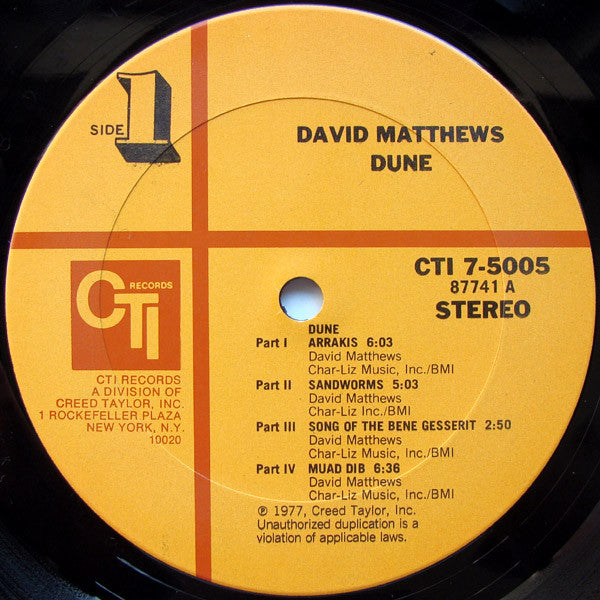 SIDE 1
DAVID MATTHEWS
DUNE
CTI 7-5005
87741 A
STEREO
CTI RECORDS
CTI RECORDS
A DIVISION OF
CREED TAYLOR, INC.
1 ROCKEFELLER PLAZA
NEW YORK, N.Y.
10020
DUNE
Part I ARRAKIS 6:03
David Matthews
Char-Liz Music, Inc./BMI
Part II SANDWORMS 5:03
David Matthews
Char-Liz Inc./BMI
Part III SONG OF THE BENE GESSERIT 2:50
David Matthews
Char-Liz Music, Inc./BMI
Part IV MUAD DIB 6:36
David Matthews
Char-Liz Music, Inc./BMI
℗ 1977, Creed Taylor, Inc.
Unauthorized duplication is a
violation of applicable laws.